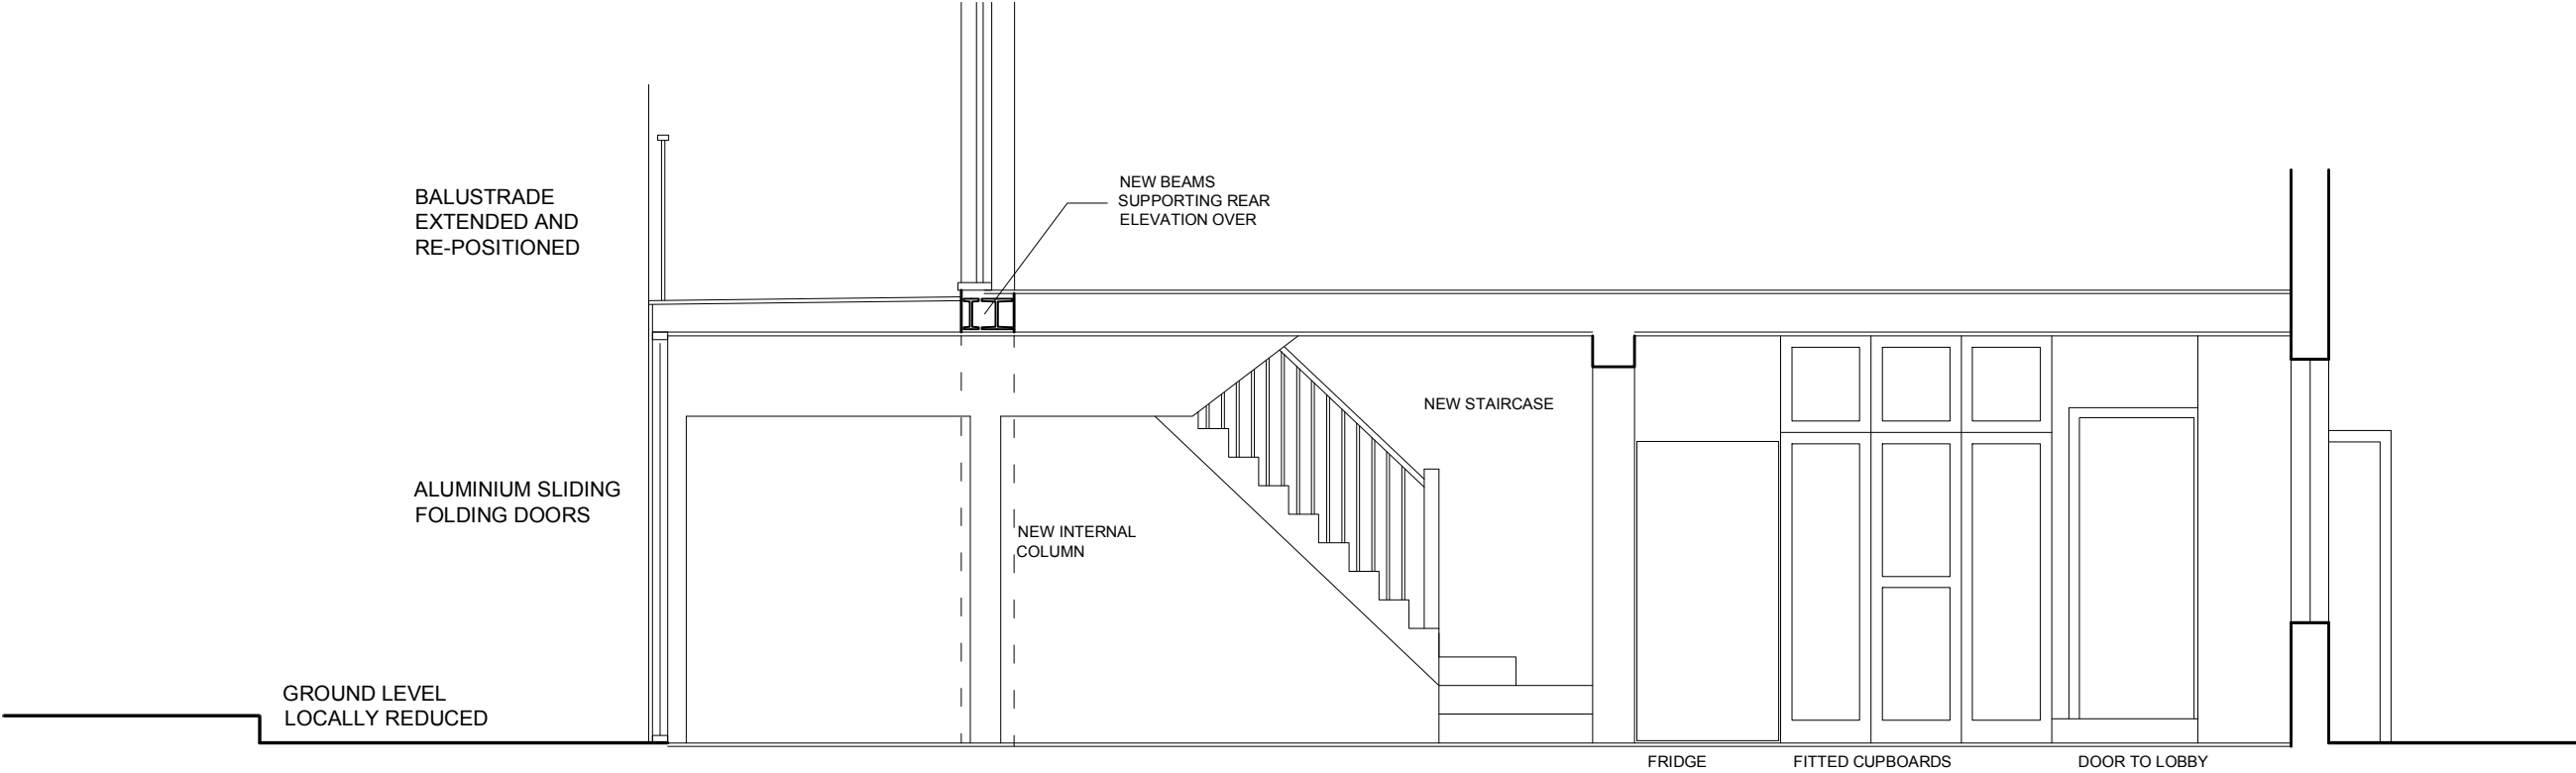 BALUSTRADE
EXTENDED AND
RE-POSITIONED
NEW BEAMS
SUPPORTING REAR
ELEVATION OVER
NEW STAIRCASE
ALUMINIUM SLIDING
FOLDING DOORS
NEW INTERNAL
COLUMN
GROUND LEVEL
LOCALLY REDUCED
FRIDGE
FITTED CUPBOARDS
DOOR TO LOBBY